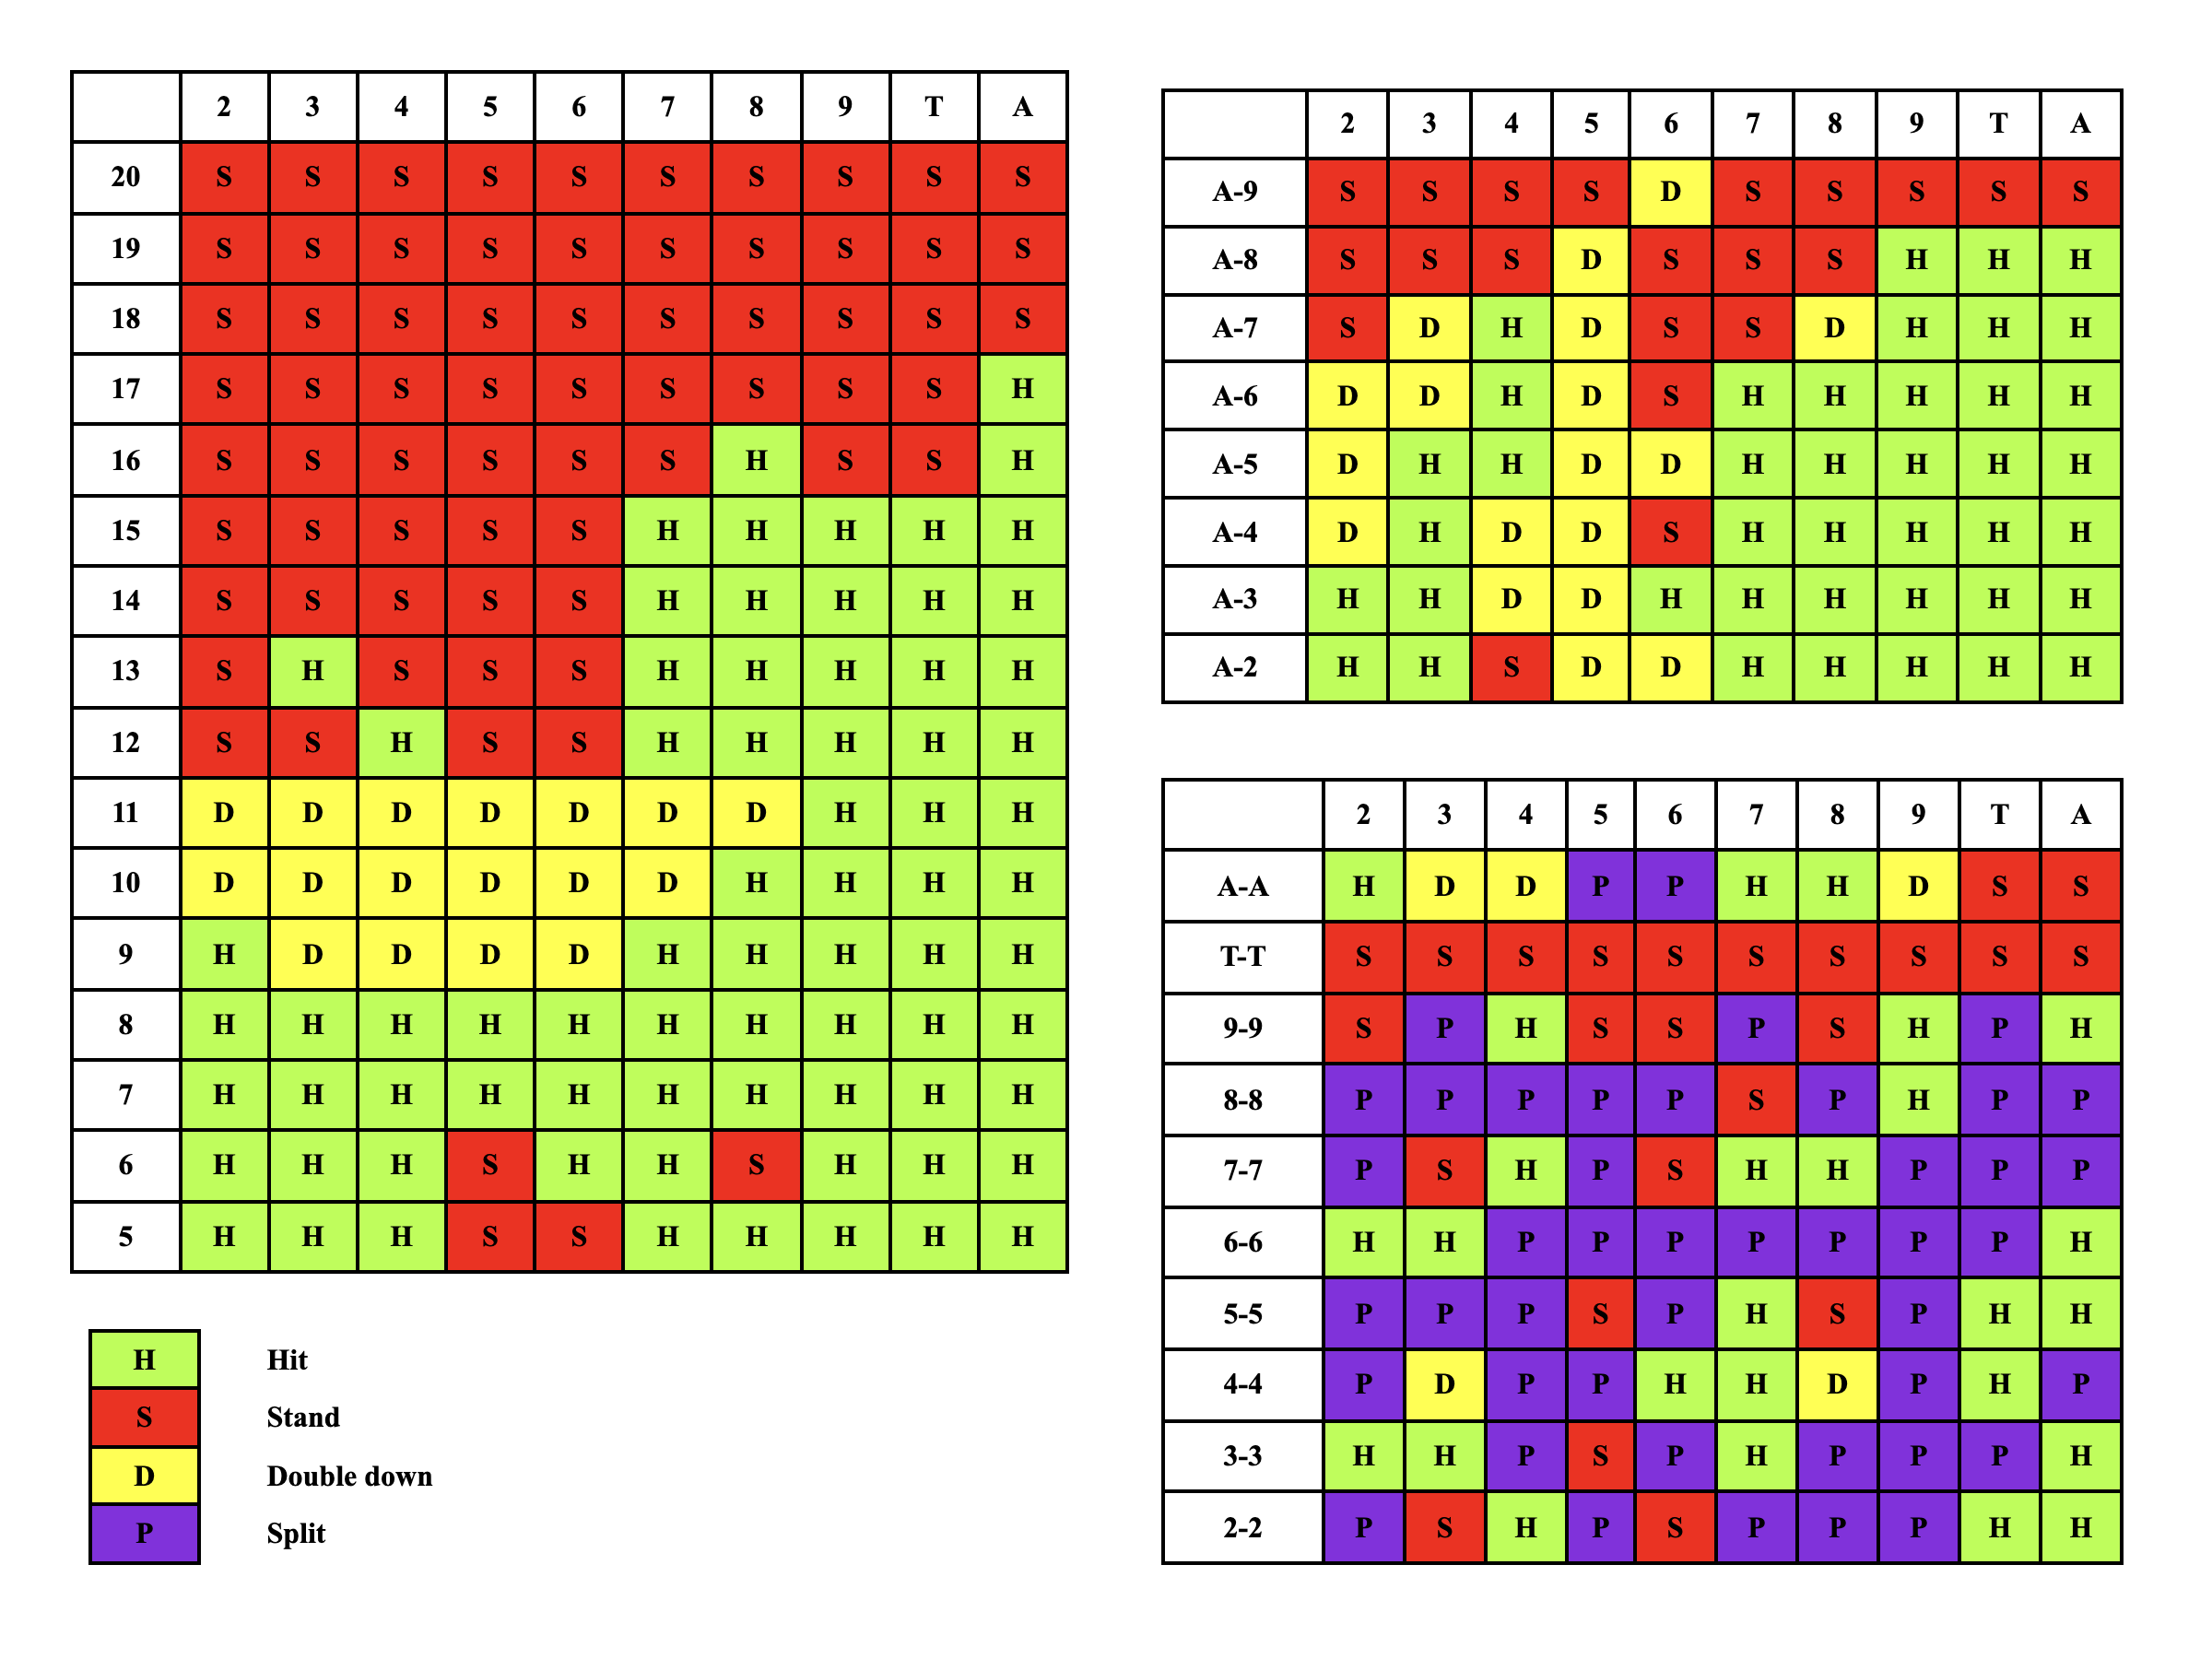 2 3 4 5 6 7 8 9 T A
20 S S S S S S S S S S
19 S S S S S S S S S S
18 S S S S S S S S S S
17 S S S S S S S S S H
16 S S S S S S H S S H
15 S S S S S H H H H H
14 S S S S S H H H H H
13 S H S S S H H H H H
12 S S H S S H H H H H
11 D D D D D D D H H H
10 D D D D D D H H H H
9 H D D D D H H H H H
8 H H H H H H H H H H
7 H H H H H H H H H H
6 H H H S H H S H H H
5 H H H S S H H H H H
H Hit
S Stand
D Double down
P Split
2 3 4 5 6 7 8 9 T A
A-9 S S S S D S S S S S
A-8 S S S D S S S H H H
A-7 S D H D S S D H H H
A-6 D D H D S H H H H H
A-5 D H H D D H H H H H
A-4 D H D D S H H H H H
A-3 H H D D H H H H H H
A-2 H H S D D H H H H H
2 3 4 5 6 7 8 9 T A
A-A H D D P P H H D S S
T-T S S S S S S S S S S
9-9 S P H S S P S H P H
8-8 P P P P P S P H P P
7-7 P S H P S H H P P P
6-6 H H P P P P P P P H
5-5 P P P S P H S P H H
4-4 P D P P H H D P H P
3-3 H H P S P H P P P H
2-2 P S H P S P P P H H